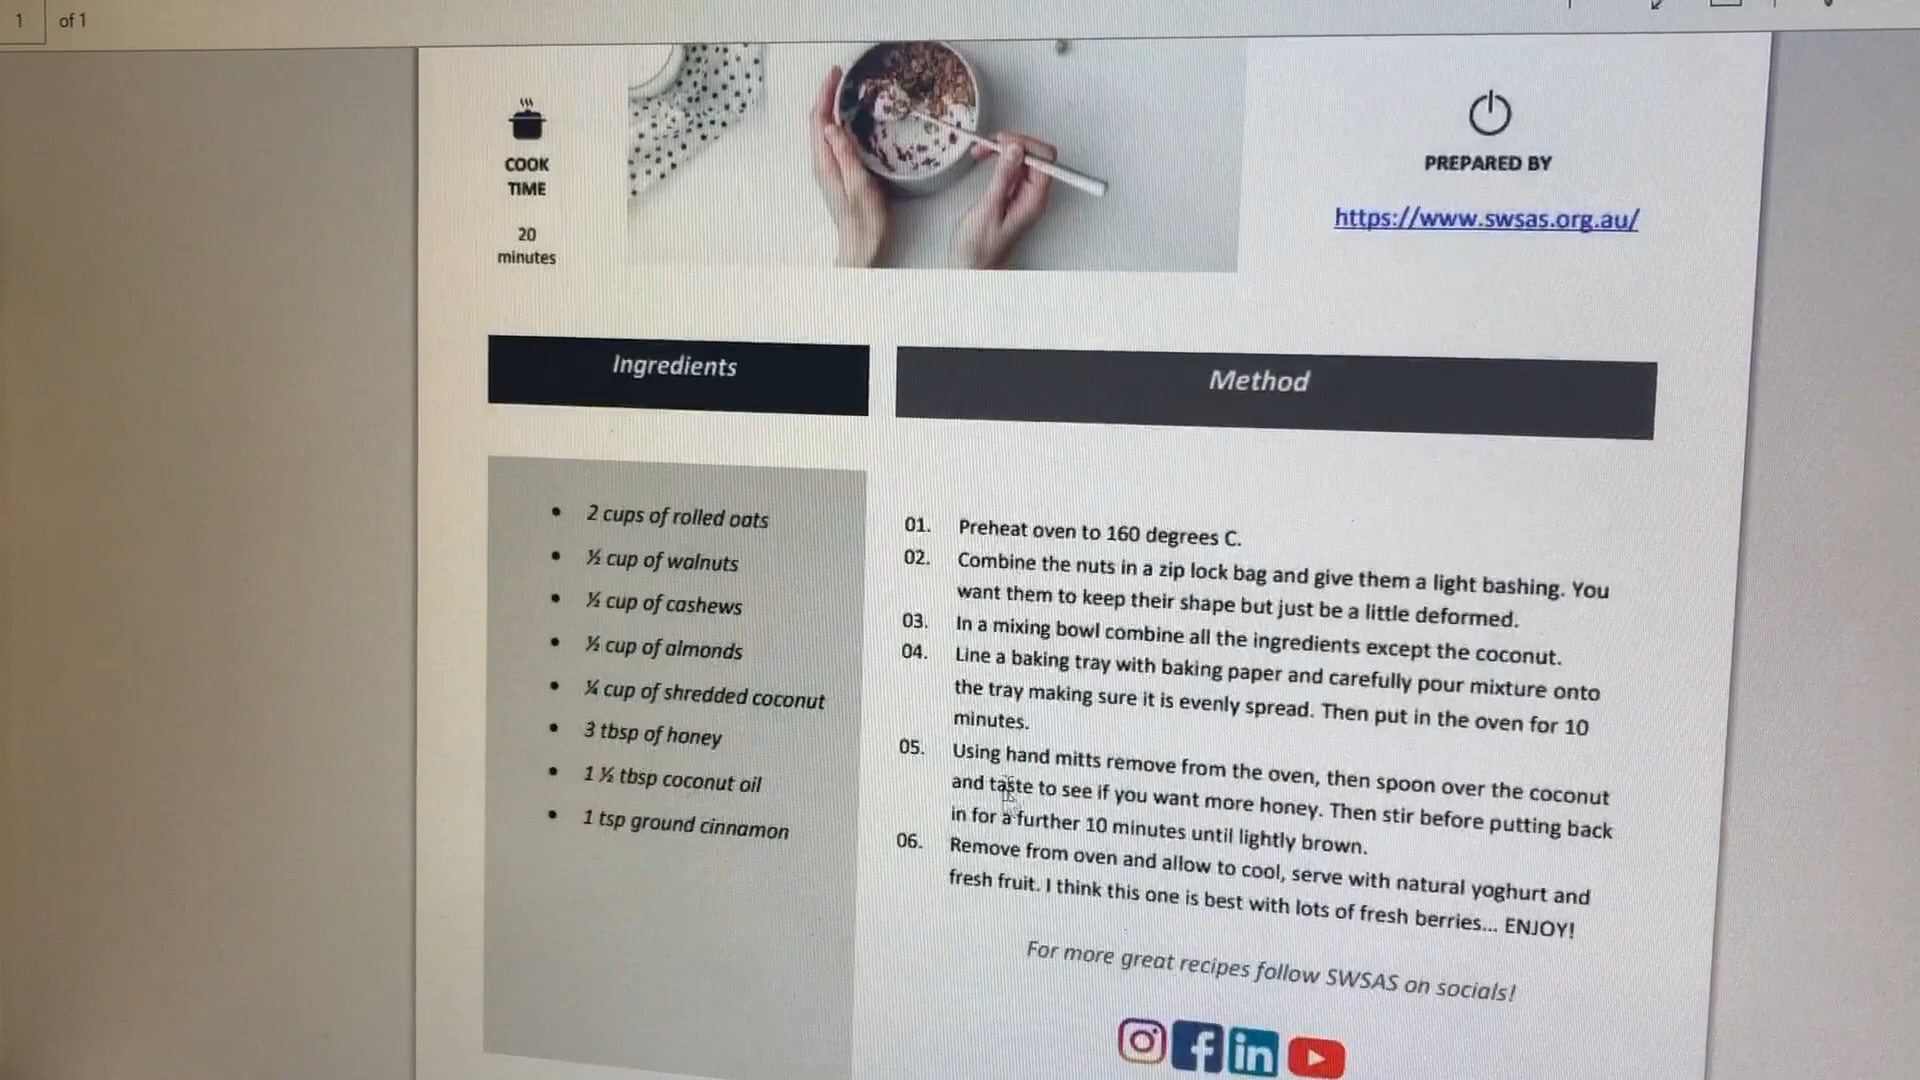 1 of 1
COOK
TIME
20
minutes
PREPARED BY
https://www.swsas.org.au/
Ingredients
2 cups of rolled oats
½ cup of walnuts
½ cup of cashews
½ cup of almonds
¼ cup of shredded coconut
3 tbsp of honey
1 ½ tbsp coconut oil
1 tsp ground cinnamon
Method
01. Preheat oven to 160 degrees C.
02. Combine the nuts in a zip lock bag and give them a light bashing. You
want them to keep their shape but just be a little deformed.
03. In a mixing bowl combine all the ingredients except the coconut.
04. Line a baking tray with baking paper and carefully pour mixture onto
the tray making sure it is evenly spread. Then put in the oven for 10
minutes.
05. Using hand mitts remove from the oven, then spoon over the coconut
and taste to see if you want more honey. Then stir before putting back
in for a further 10 minutes until lightly brown.
06. Remove from oven and allow to cool, serve with natural yoghurt and
fresh fruit. I think this one is best with lots of fresh berries... ENJOY!
For more great recipes follow SWSAS on socials!
f in